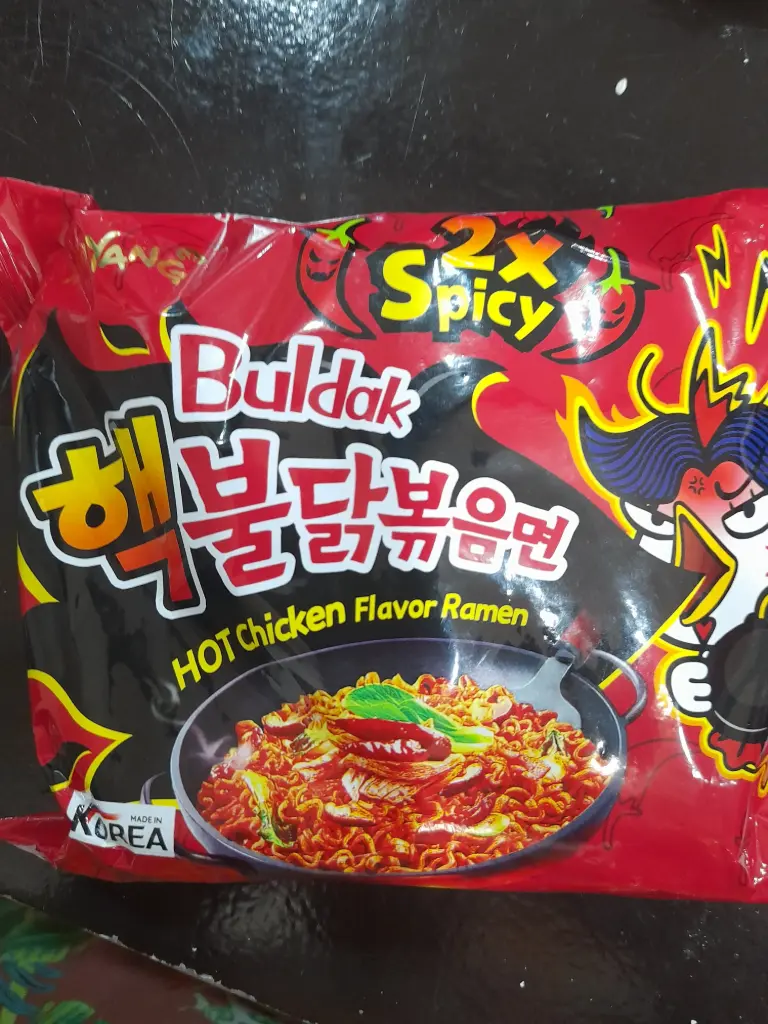 2x
Spicy
Buldak
핵불닭볶음면
HOT Chicken Flavor Ramen
MADE IN
KOREA